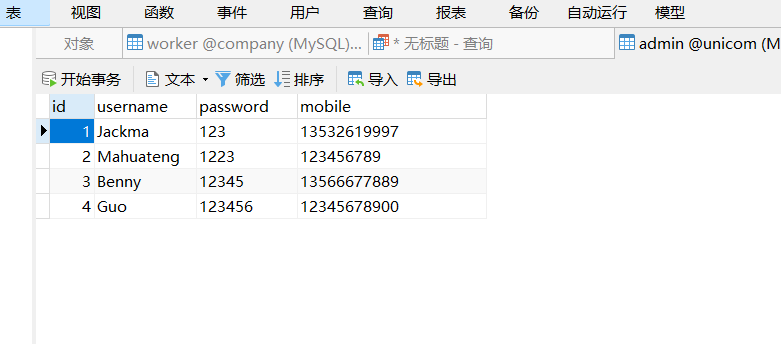 表 视图 函数 事件 用户 查询 报表 备份 自动运行 模型
对象 worker @company (MySQL)... * 无标题 - 查询 admin @unicom (M
开始事务 文本 筛选 排序 导入 导出
id username password mobile
1 Jackma 123 13532619997
2 Mahuateng 1223 123456789
3 Benny 12345 13566677889
4 Guo 123456 12345678900